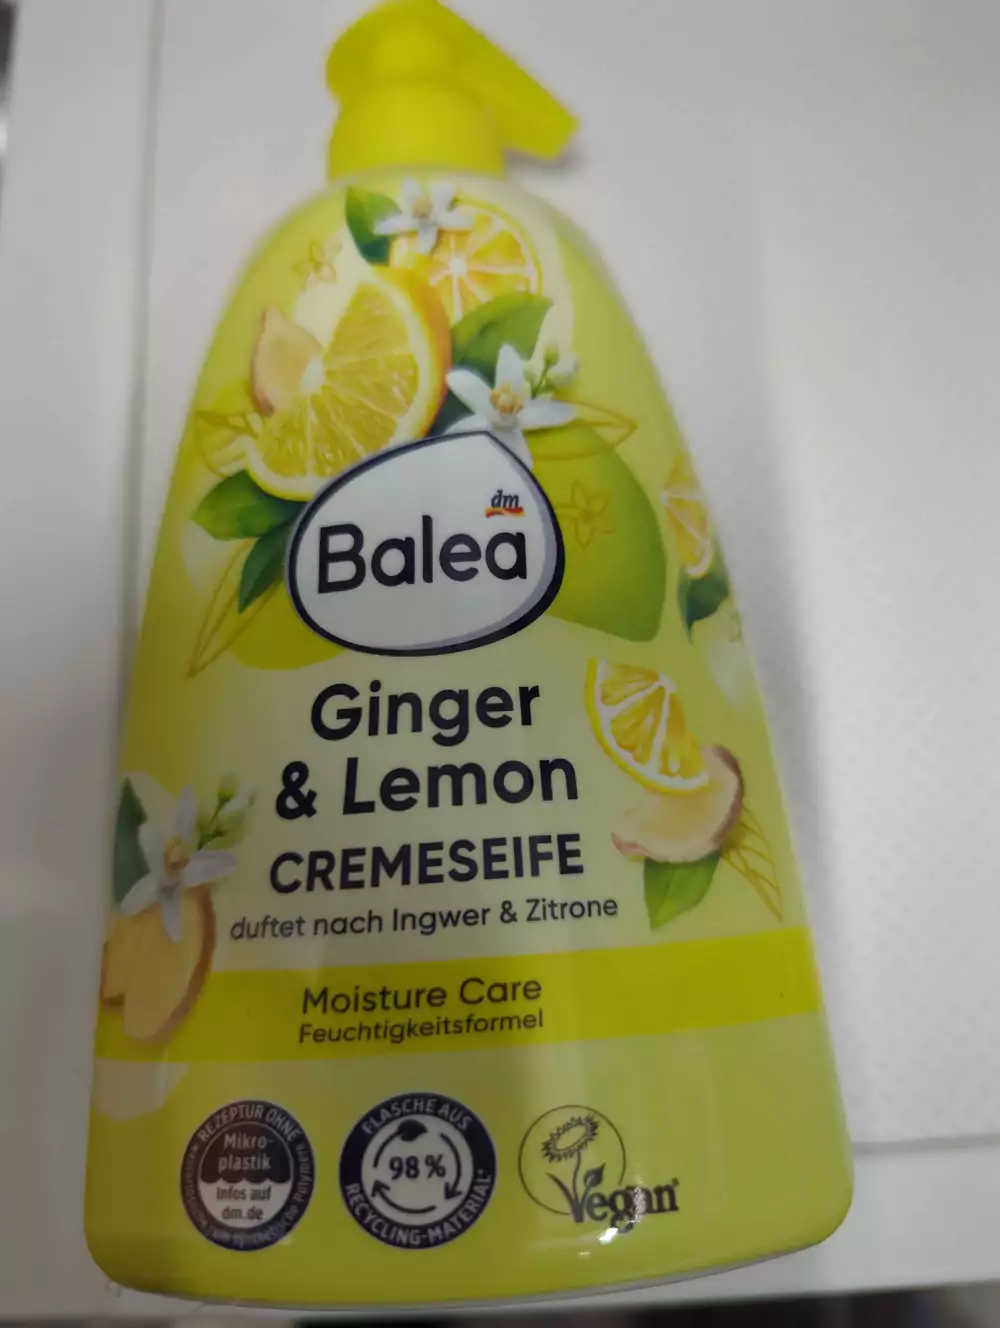 dm
Balea
Ginger
& Lemon
CREMESEIFE
duftet nach Ingwer & Zitrone
Moisture Care
Feuchtigkeitsformel
REZEPTUR OHNE
Mikro-
plastik
Infos auf
dm.de
FLASCHE AUS
98 %
RECYCLING-MATERIAL*
Vegan